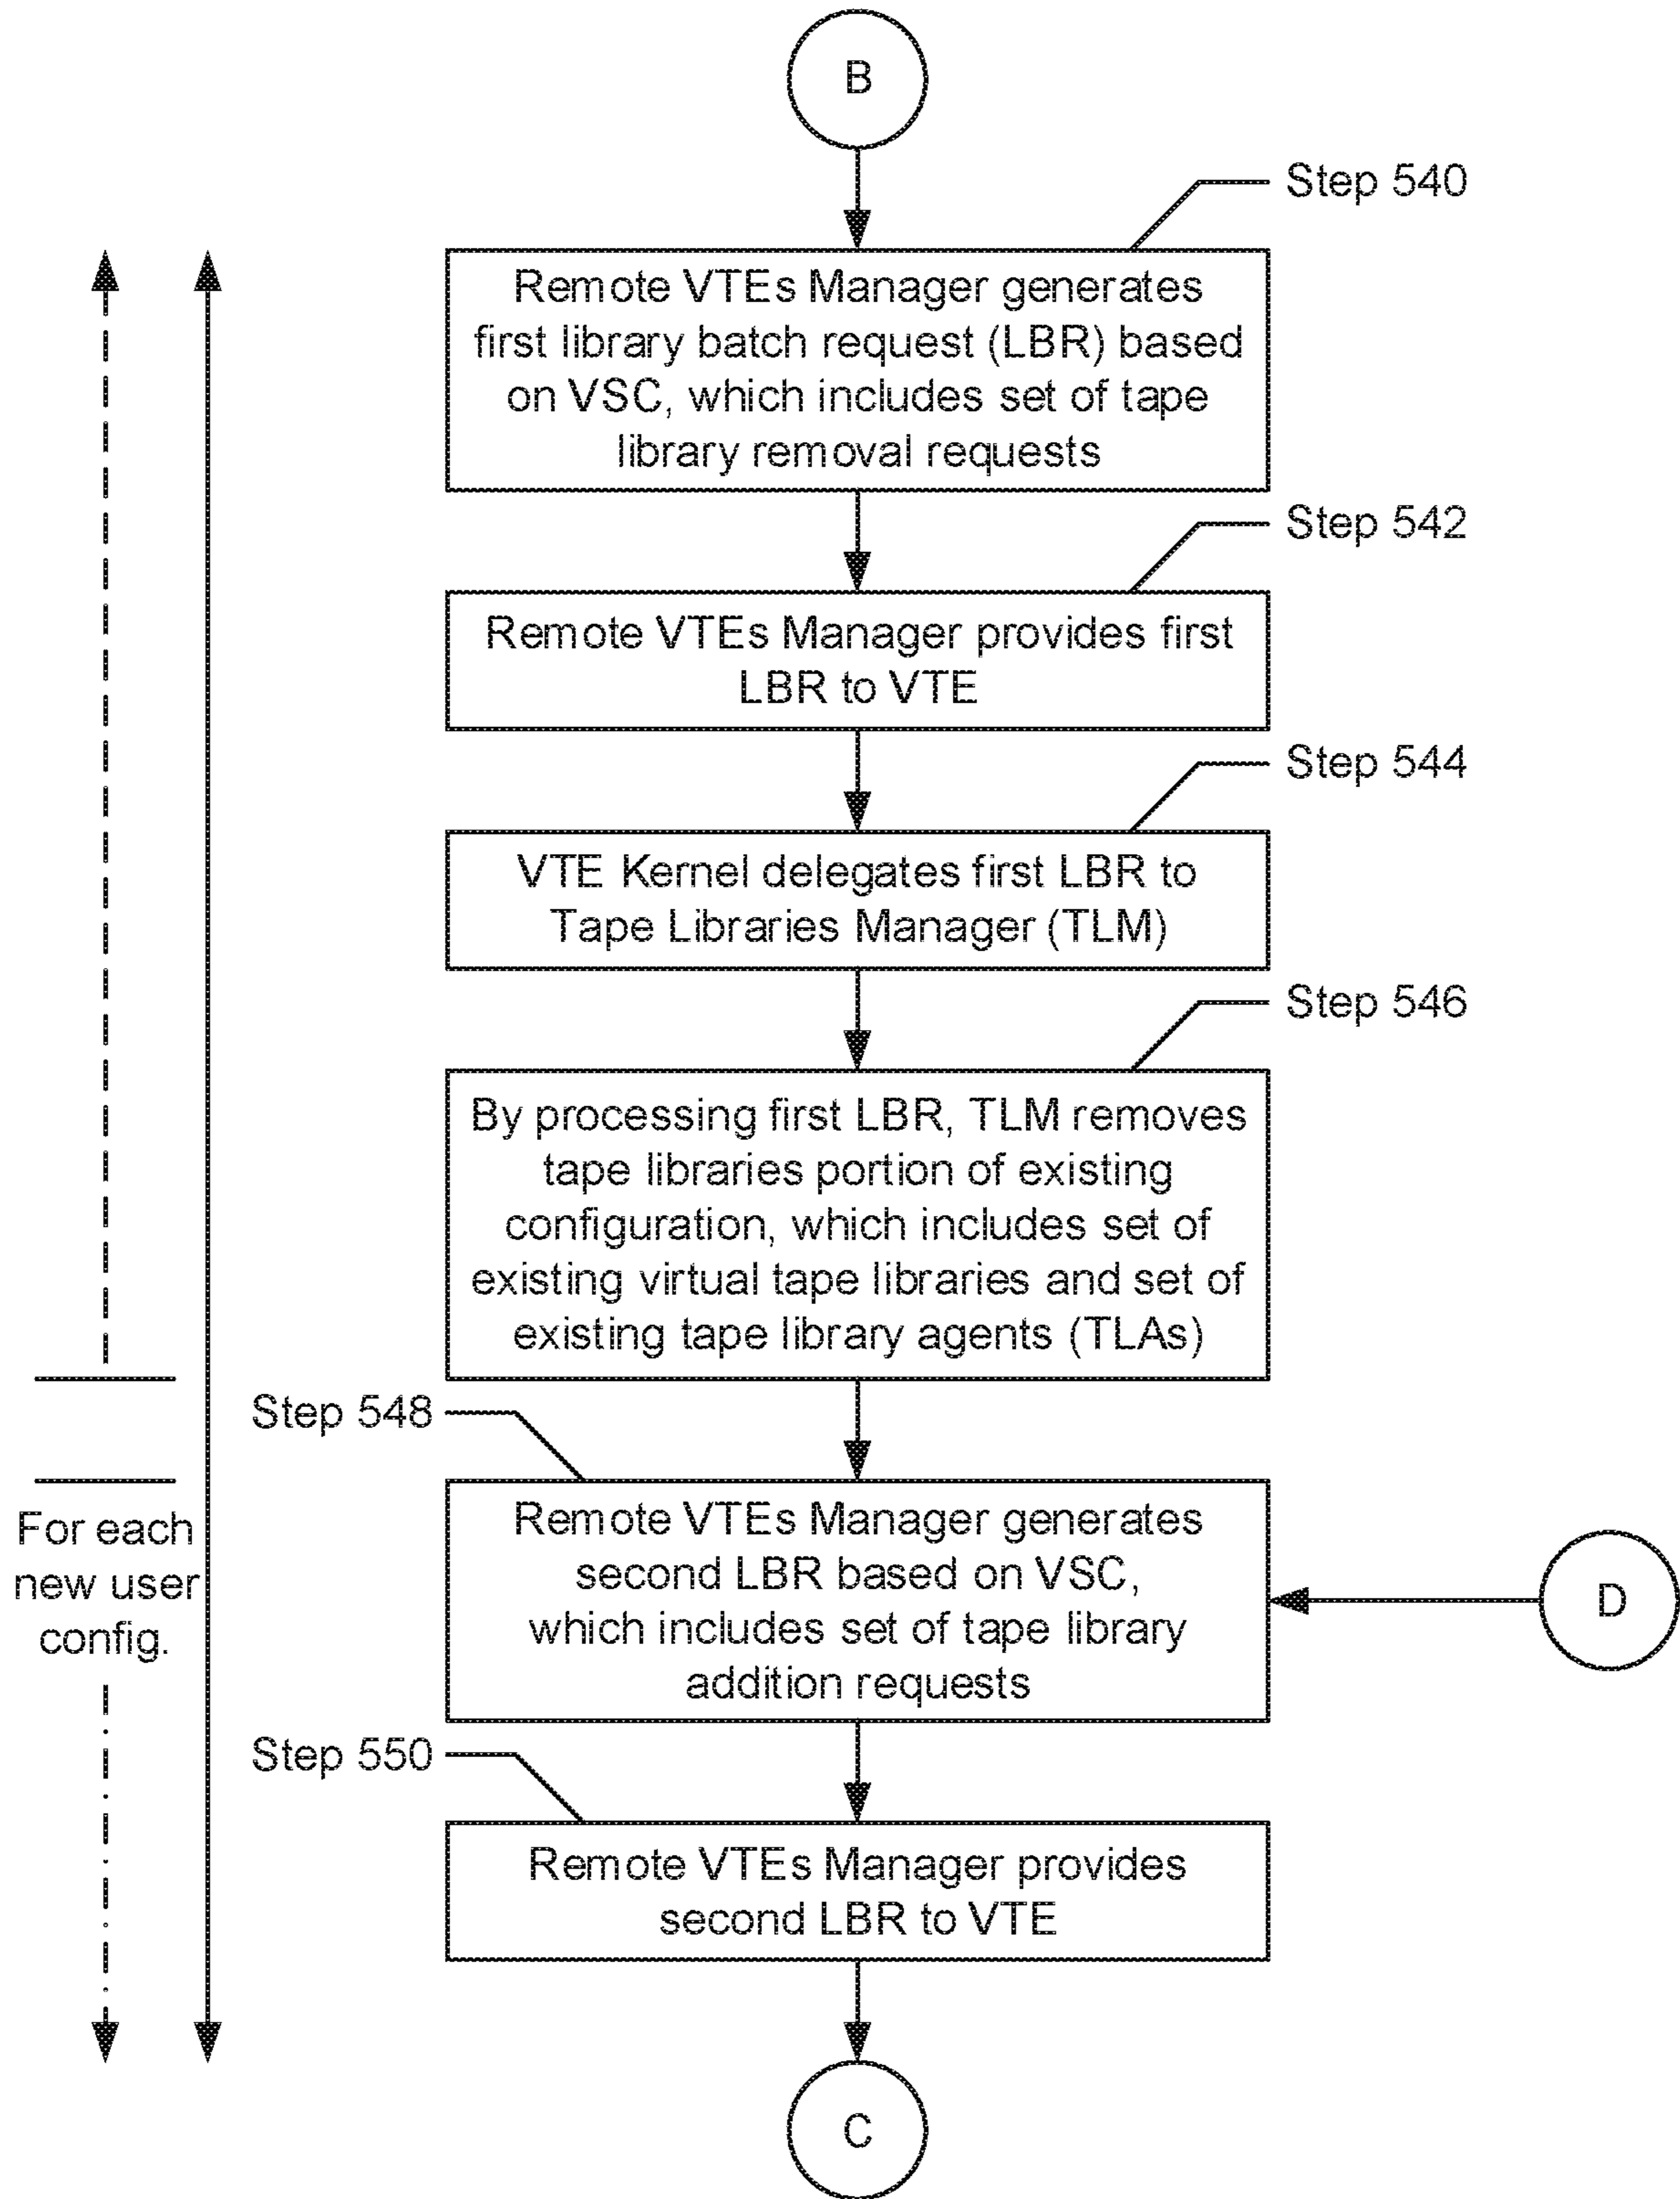 B
Step 540
Remote VTEs Manager generates
first library batch request (LBR) based
on VSC, which includes set of tape
library removal requests
Step 542
Remote VTEs Manager provides first
LBR to VTE
Step 544
VTE Kernel delegates first LBR to
Tape Libraries Manager (TLM)
Step 546
By processing first LBR, TLM removes
tape libraries portion of existing
configuration, which includes set of
existing virtual tape libraries and set of
existing tape library agents (TLAs)
Step 548
Remote VTEs Manager generates
second LBR based on VSC,
which includes set of tape library
addition requests
For each
new user
config.
D
Step 550
Remote VTEs Manager provides
second LBR to VTE
C